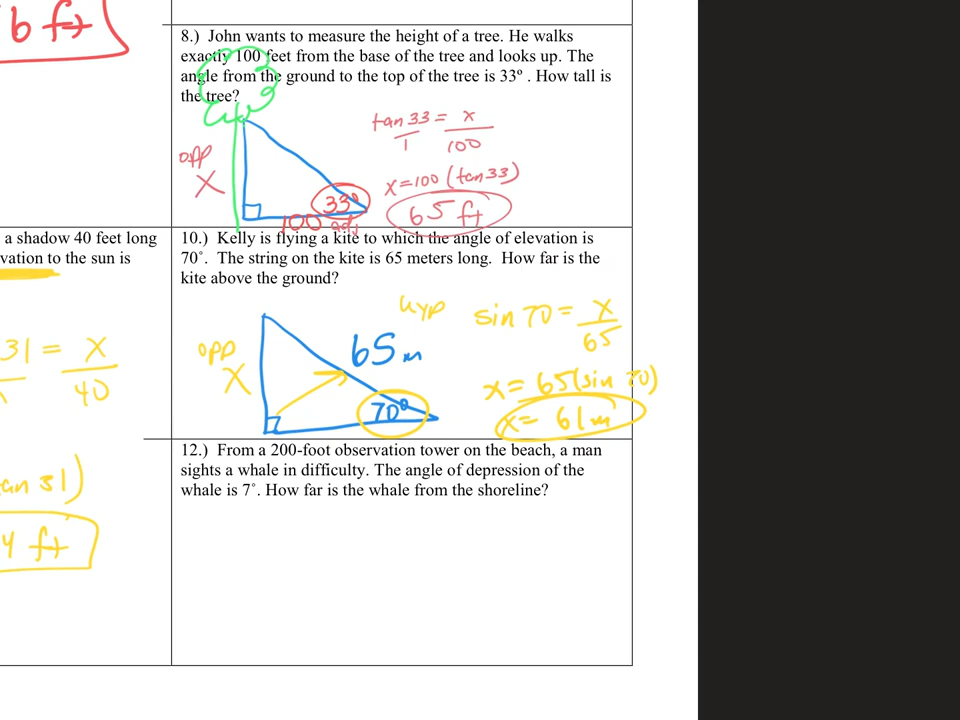 6 ft
8.) John wants to measure the height of a tree. He walks
exactly 100 feet from the base of the tree and looks up. The
angle from the ground to the top of the tree is 33º . How tall is
the tree?
opp
X
33º
100
adj
tan 33 = x
1 100
x=100 (tan33)
65 ft
a shadow 40 feet long
vation to the sun is
31 = X
40
an 31)
4 ft
10.) Kelly is flying a kite to which the angle of elevation is
70˚. The string on the kite is 65 meters long. How far is the
kite above the ground?
opp
X
hyp
65 m
70º
sin 70 = x
65
x= 65(sin 70)
x= 61m
12.) From a 200-foot observation tower on the beach, a man
sights a whale in difficulty. The angle of depression of the
whale is 7˚. How far is the whale from the shoreline?